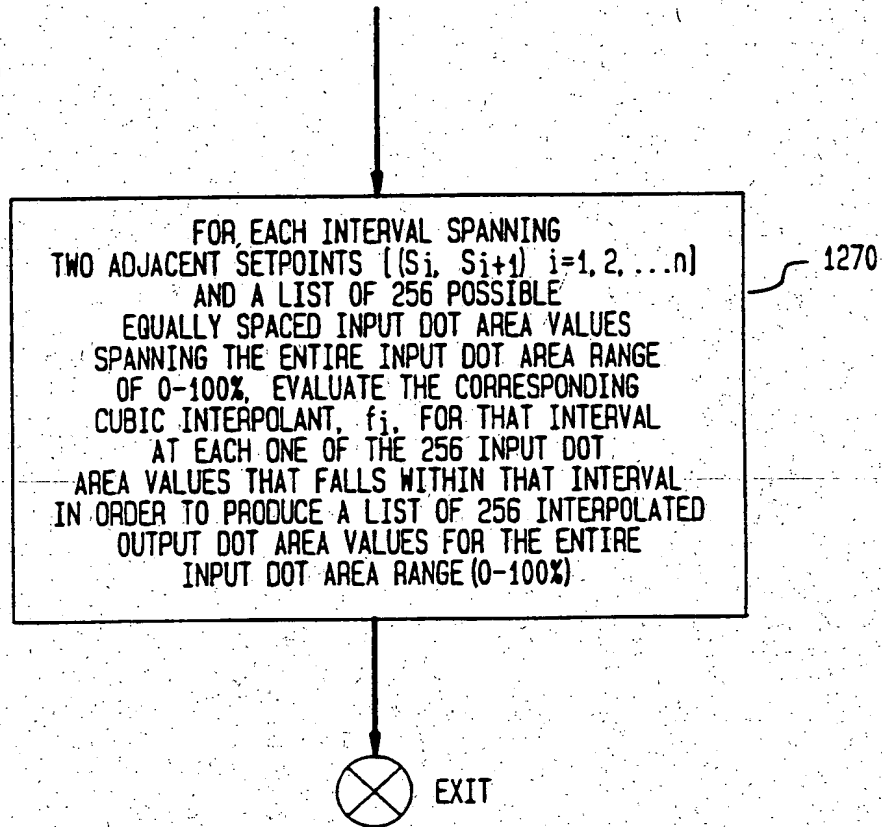 FOR EACH INTERVAL SPANNING
TWO ADJACENT SETPOINTS [(Si, Si+1) i=1, 2, ...n]
AND A LIST OF 256 POSSIBLE
EQUALLY SPACED INPUT DOT AREA VALUES
SPANNING THE ENTIRE INPUT DOT AREA RANGE
OF 0-100%, EVALUATE THE CORRESPONDING
CUBIC INTERPOLANT, fi, FOR THAT INTERVAL
AT EACH ONE OF THE 256 INPUT DOT
AREA VALUES THAT FALLS WITHIN THAT INTERVAL
IN ORDER TO PRODUCE A LIST OF 256 INTERPOLATED
OUTPUT DOT AREA VALUES FOR THE ENTIRE
INPUT DOT AREA RANGE (0-100%)
1270
EXIT